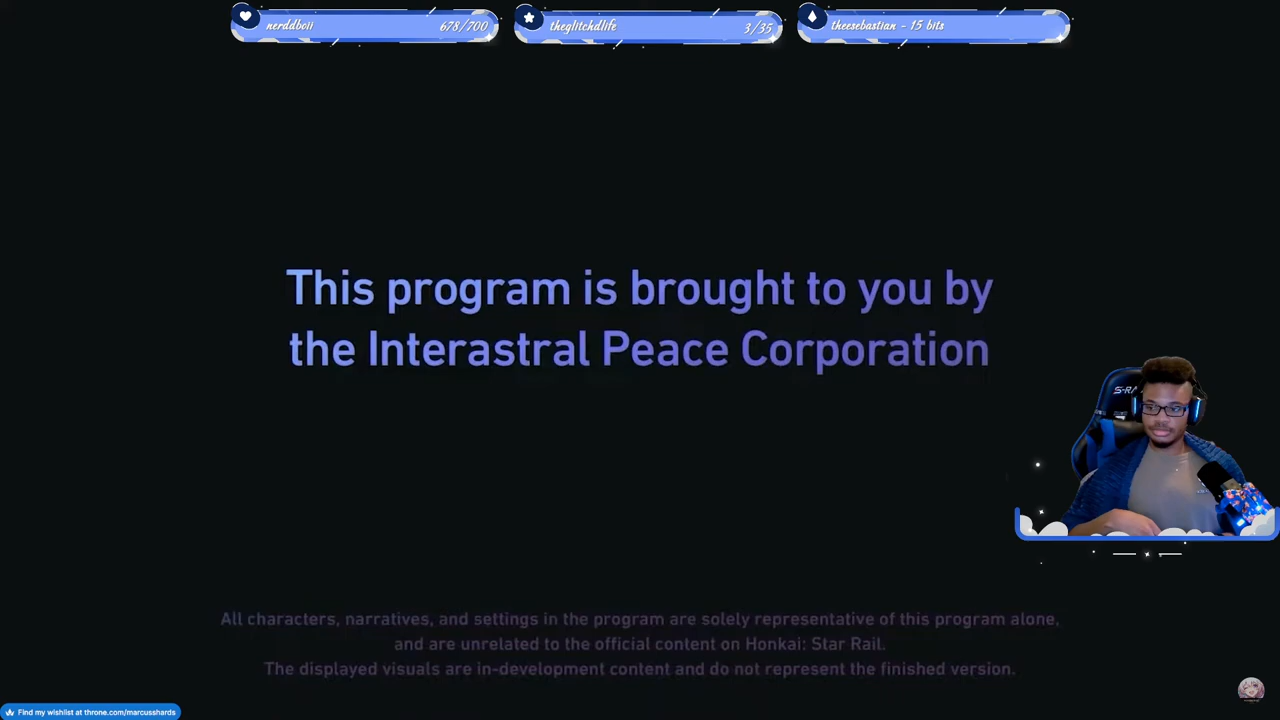 nerddboii 678/700
theglitchdlife 3/35
theesebastian - 15 bits
This program is brought to you by
the Interastral Peace Corporation
S-RA
All characters, narratives, and settings in the program are solely representative of this program alone,
and are unrelated to the official content on Honkai: Star Rail.
The displayed visuals are in-development content and do not represent the finished version.
Find my wishlist at throne.com/marcusshards